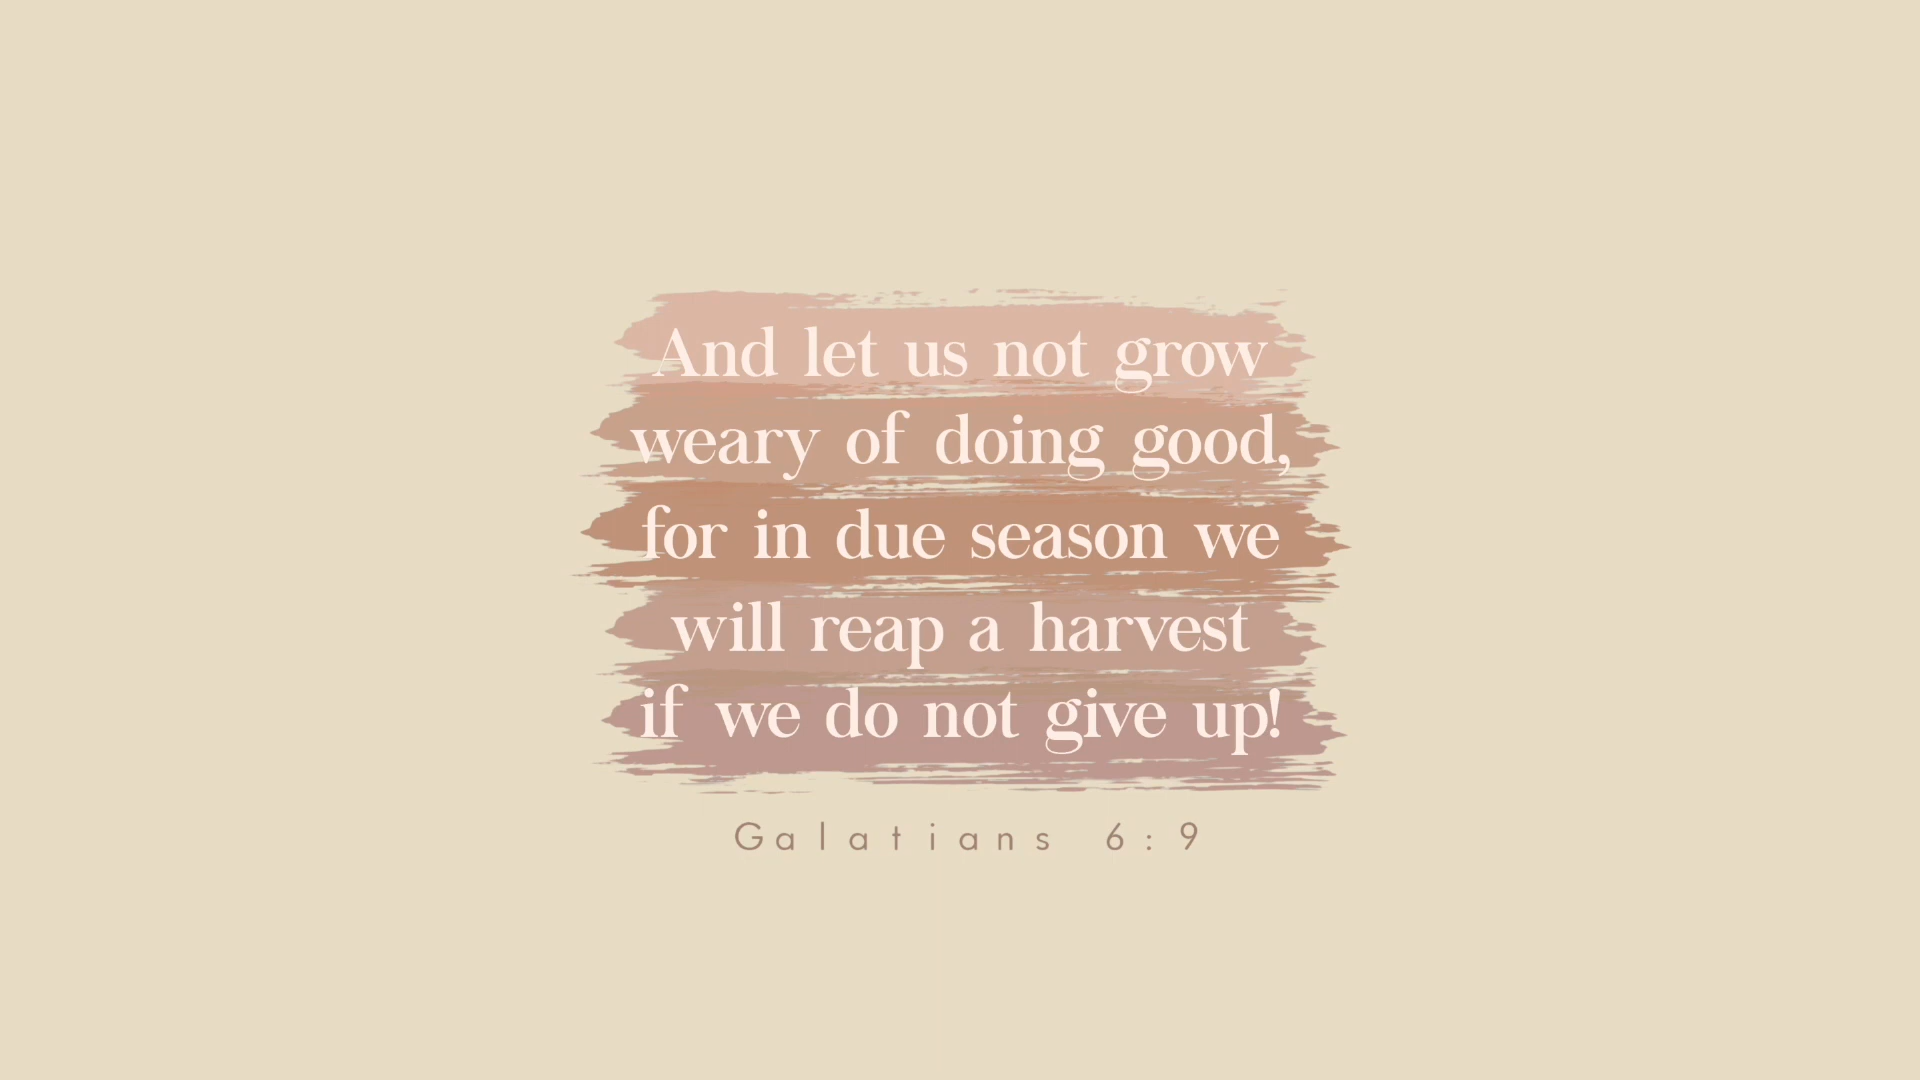 And let us not grow
weary of doing good,
for in due season we
will reap a harvest
if we do not give up!
Galatians 6:9